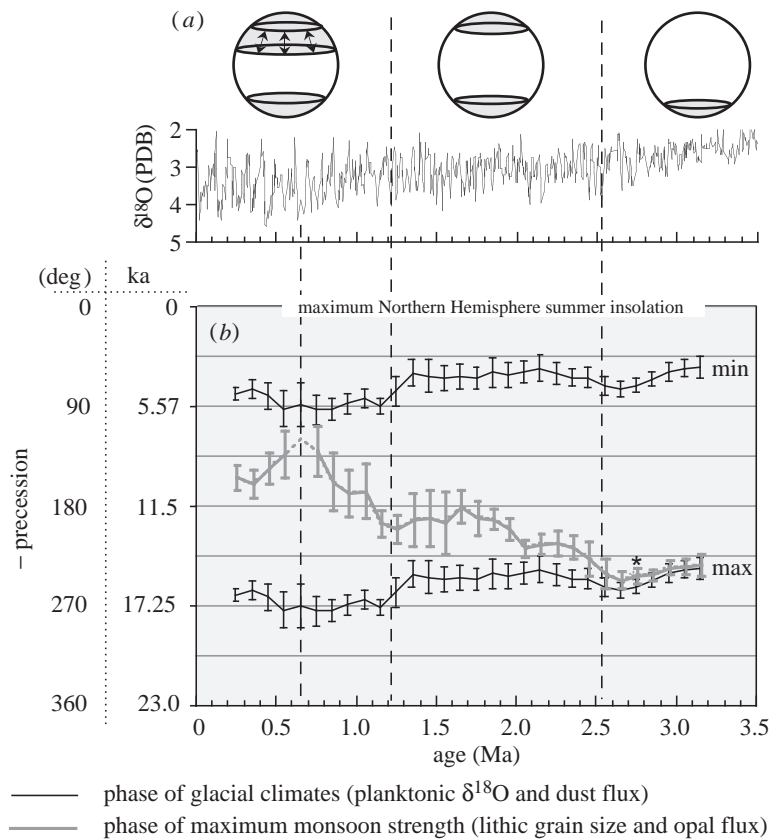 (a)
2
3
4
5
δ18O (PDB)
(deg)
ka
0
0
maximum Northern Hemisphere summer insolation
(b)
min
90
5.57
180
11.5
*
max
270
17.25
360
23.0
– precession
0
0.5
1.0
1.5
2.0
2.5
3.0
3.5
age (Ma)
phase of glacial climates (planktonic δ18O and dust flux)
phase of maximum monsoon strength (lithic grain size and opal flux)